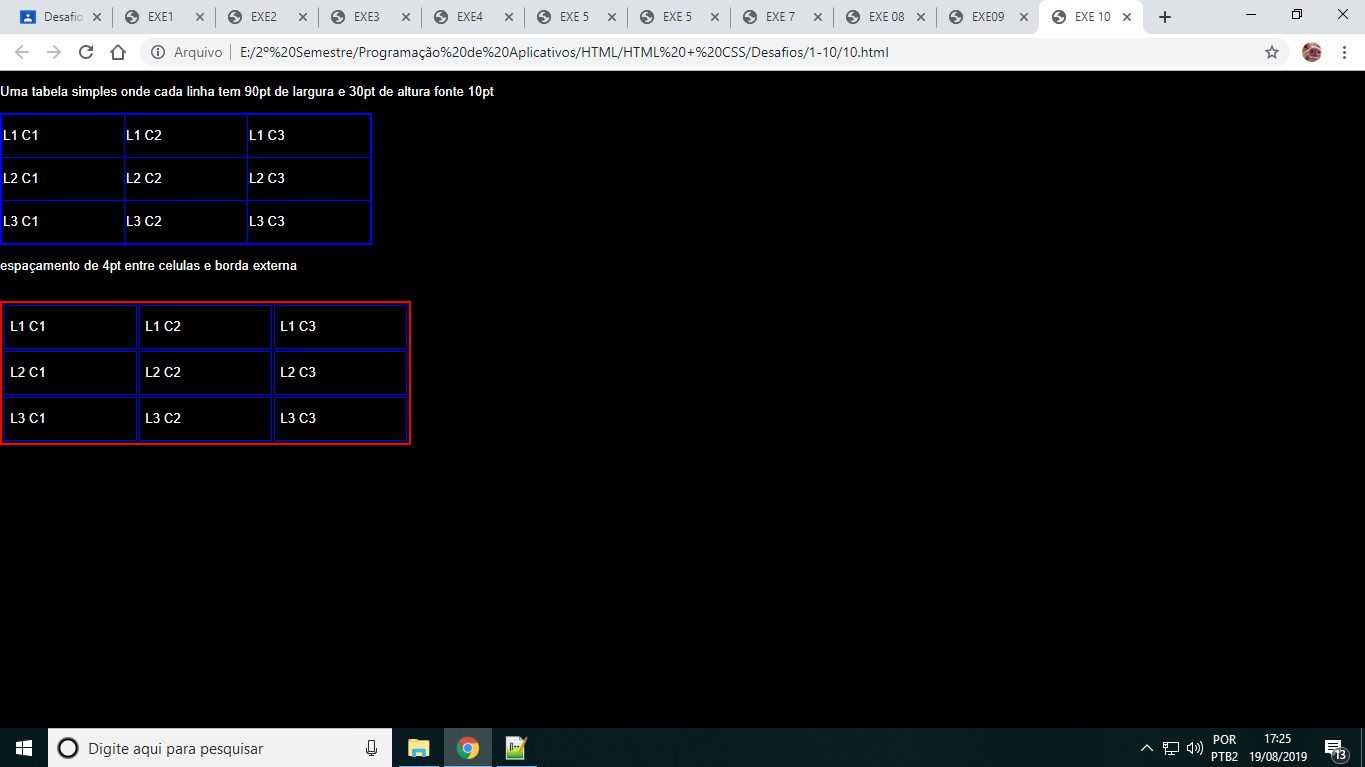 Desafio
EXE1
EXE2
EXE3
EXE4
EXE 5
EXE 5
EXE 7
EXE 08
EXE09
EXE 10
Arquivo | E:/2º%20Semestre/Programação%20de%20Aplicativos/HTML/HTML%20+%20CSS/Desafios/1-10/10.html
Uma tabela simples onde cada linha tem 90pt de largura e 30pt de altura fonte 10pt
L1 C1 L1 C2 L1 C3
L2 C1 L2 C2 L2 C3
L3 C1 L3 C2 L3 C3
espaçamento de 4pt entre celulas e borda externa
L1 C1 L1 C2 L1 C3
L2 C1 L2 C2 L2 C3
L3 C1 L3 C2 L3 C3
Digite aqui para pesquisar
POR
PTB2
17:25
19/08/2019
13